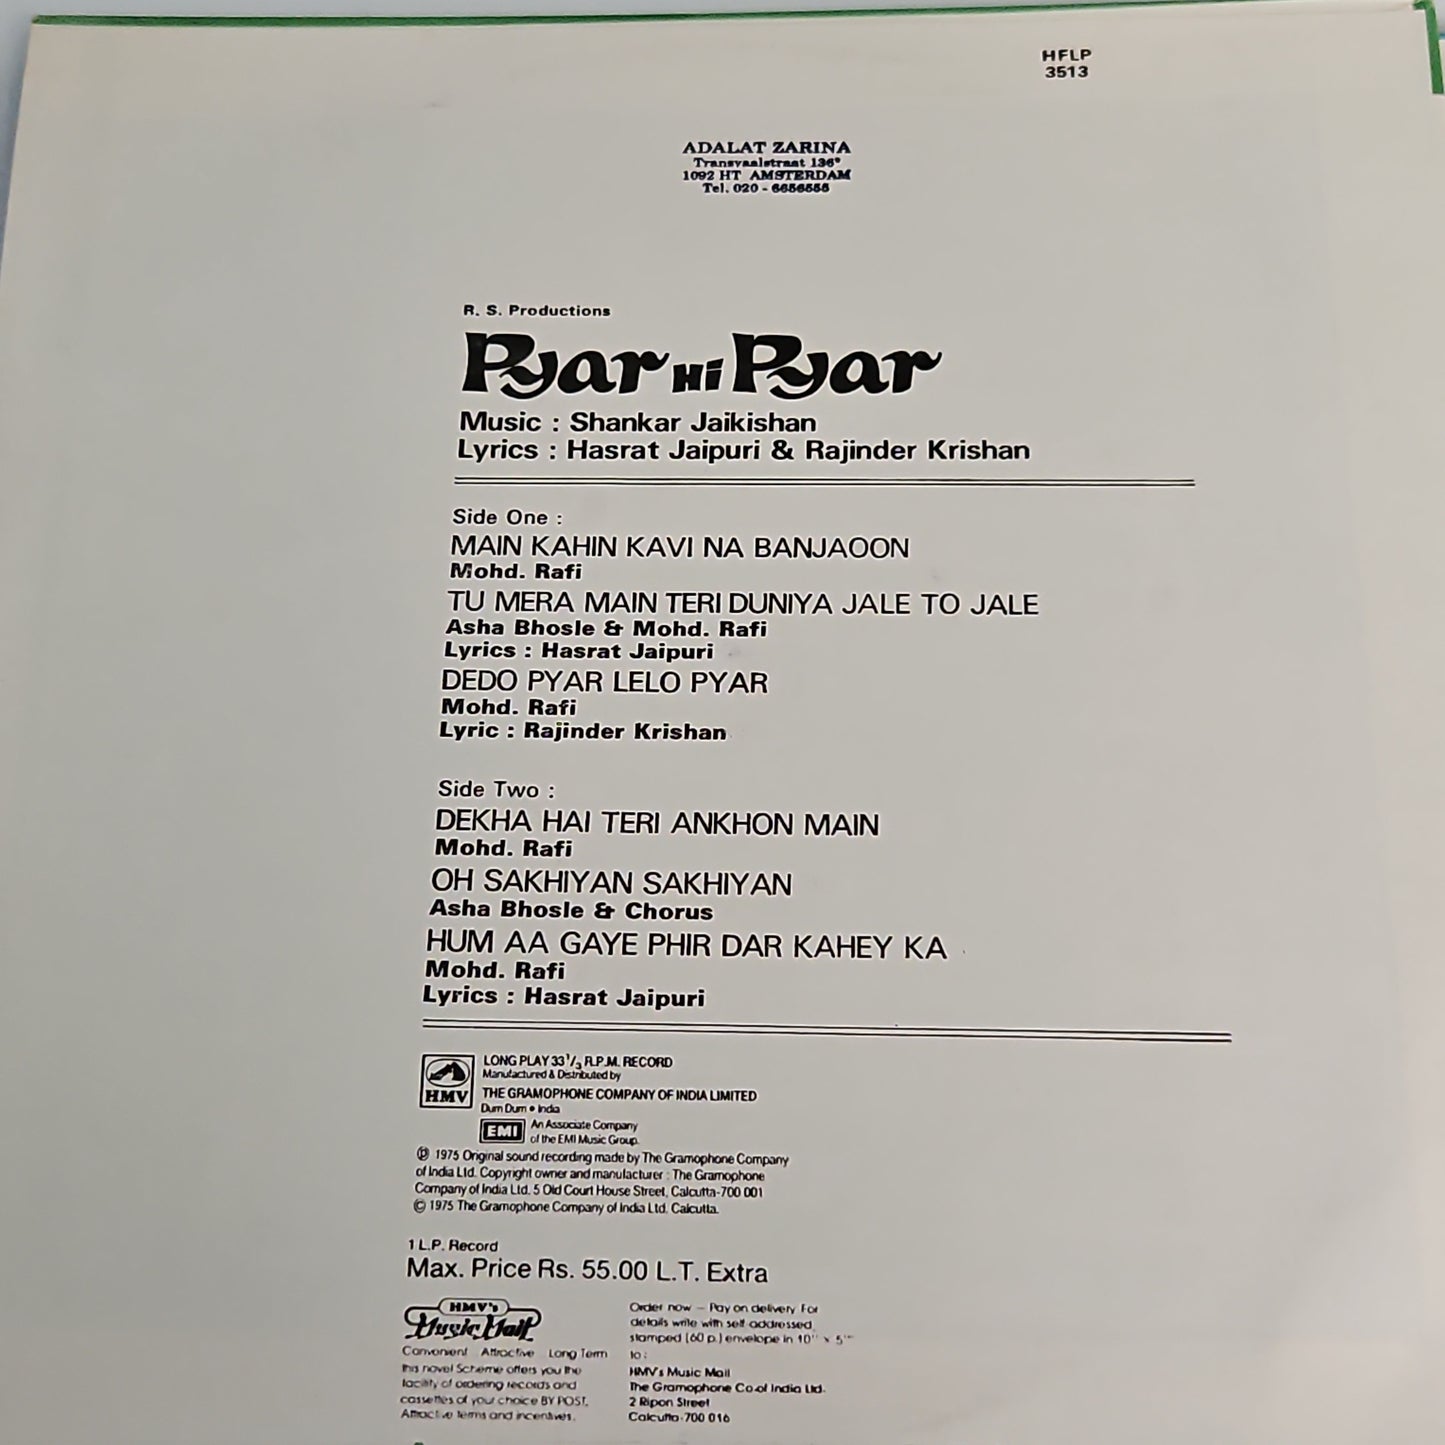 HFLP
3513
ADALAT ZARINA
Transvaalstraat 136°
1092 HT AMSTERDAM
Tel. 020 -
R. S. Productions
Pyar Hi Pyar
Music : Shankar Jaikishan
Lyrics : Hasrat Jaipuri & Rajinder Krishan
Side One :
MAIN KAHIN KAVI NA BANJAOON
Mohd. Rafi
TU MERA MAIN TERI DUNIYA JALE TO JALE
Asha Bhosle & Mohd. Rafi
Lyrics : Hasrat Jaipuri
DEDO PYAR LELO PYAR
Mohd. Rafi
Lyric : Rajinder Krishan
Side Two :
DEKHA HAI TERI ANKHON MAIN
Mohd. Rafi
OH SAKHIYAN SAKHIYAN
Asha Bhosle & Chorus
HUM AA GAYE PHIR DAR KAHEY KA
Mohd. Rafi
Lyrics : Hasrat Jaipuri
HMV
LONG PLAY 33 1/3 R.P.M. RECORD
Manufactured & Distributed by
THE GRAMOPHONE COMPANY OF INDIA LIMITED
Dum Dum • India
EMI
An Associate Company
of the EMI Music Group.
℗ 1975 Original sound recording made by The Gramophone Company
of India Ltd. Copyright owner and manufacturer : The Gramophone
Company of India Ltd. 5 Old Court House Street, Calcutta-700 001
© 1975 The Gramophone Company of India Ltd. Calcutta.
1 L.P. Record
Max. Price Rs. 55.00 L.T. Extra
HMV's
Music Mail
Convenient Attractive Long Term
this novel Scheme offers you the
facility of ordering records and
cassettes of your choice BY POST.
Attractive terms and incentives.
Order now – Pay on delivery For
details write with self addressed,
stamped (60 p.) envelope in 10" x 5"
to :
HMV's Music Mail
The Gramophone Co.of India Ltd.
2 Ripon Street
Calcutta-700 016